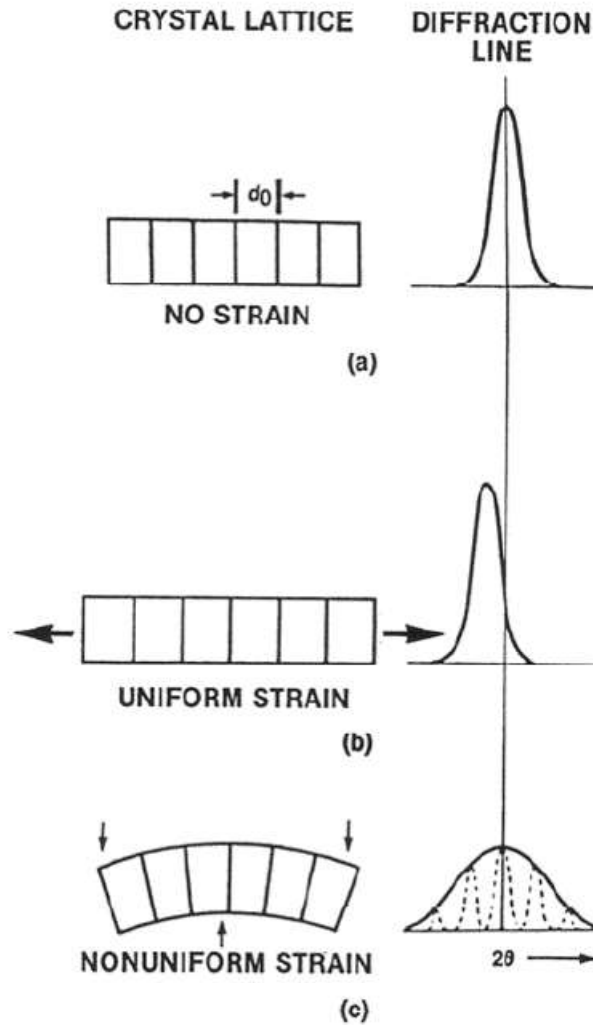 CRYSTAL LATTICE
DIFFRACTION
LINE
d0
NO STRAIN
(a)
UNIFORM STRAIN
(b)
NONUNIFORM STRAIN
2θ
(c)